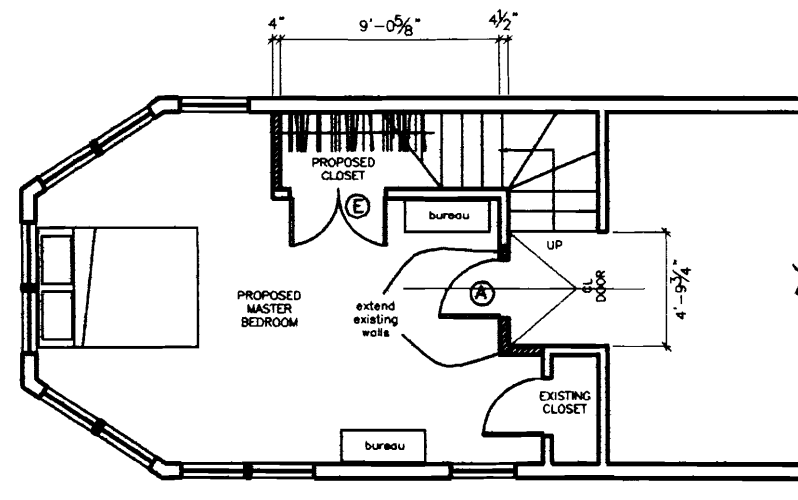 4"
9'-0⅝"
4½"
PROPOSED
CLOSET
E
bureau
UP
PROPOSED
MASTER
BEDROOM
A
CL
DOOR
4'-9¾"
extend
existing
walls
EXISTING
CLOSET
bureau